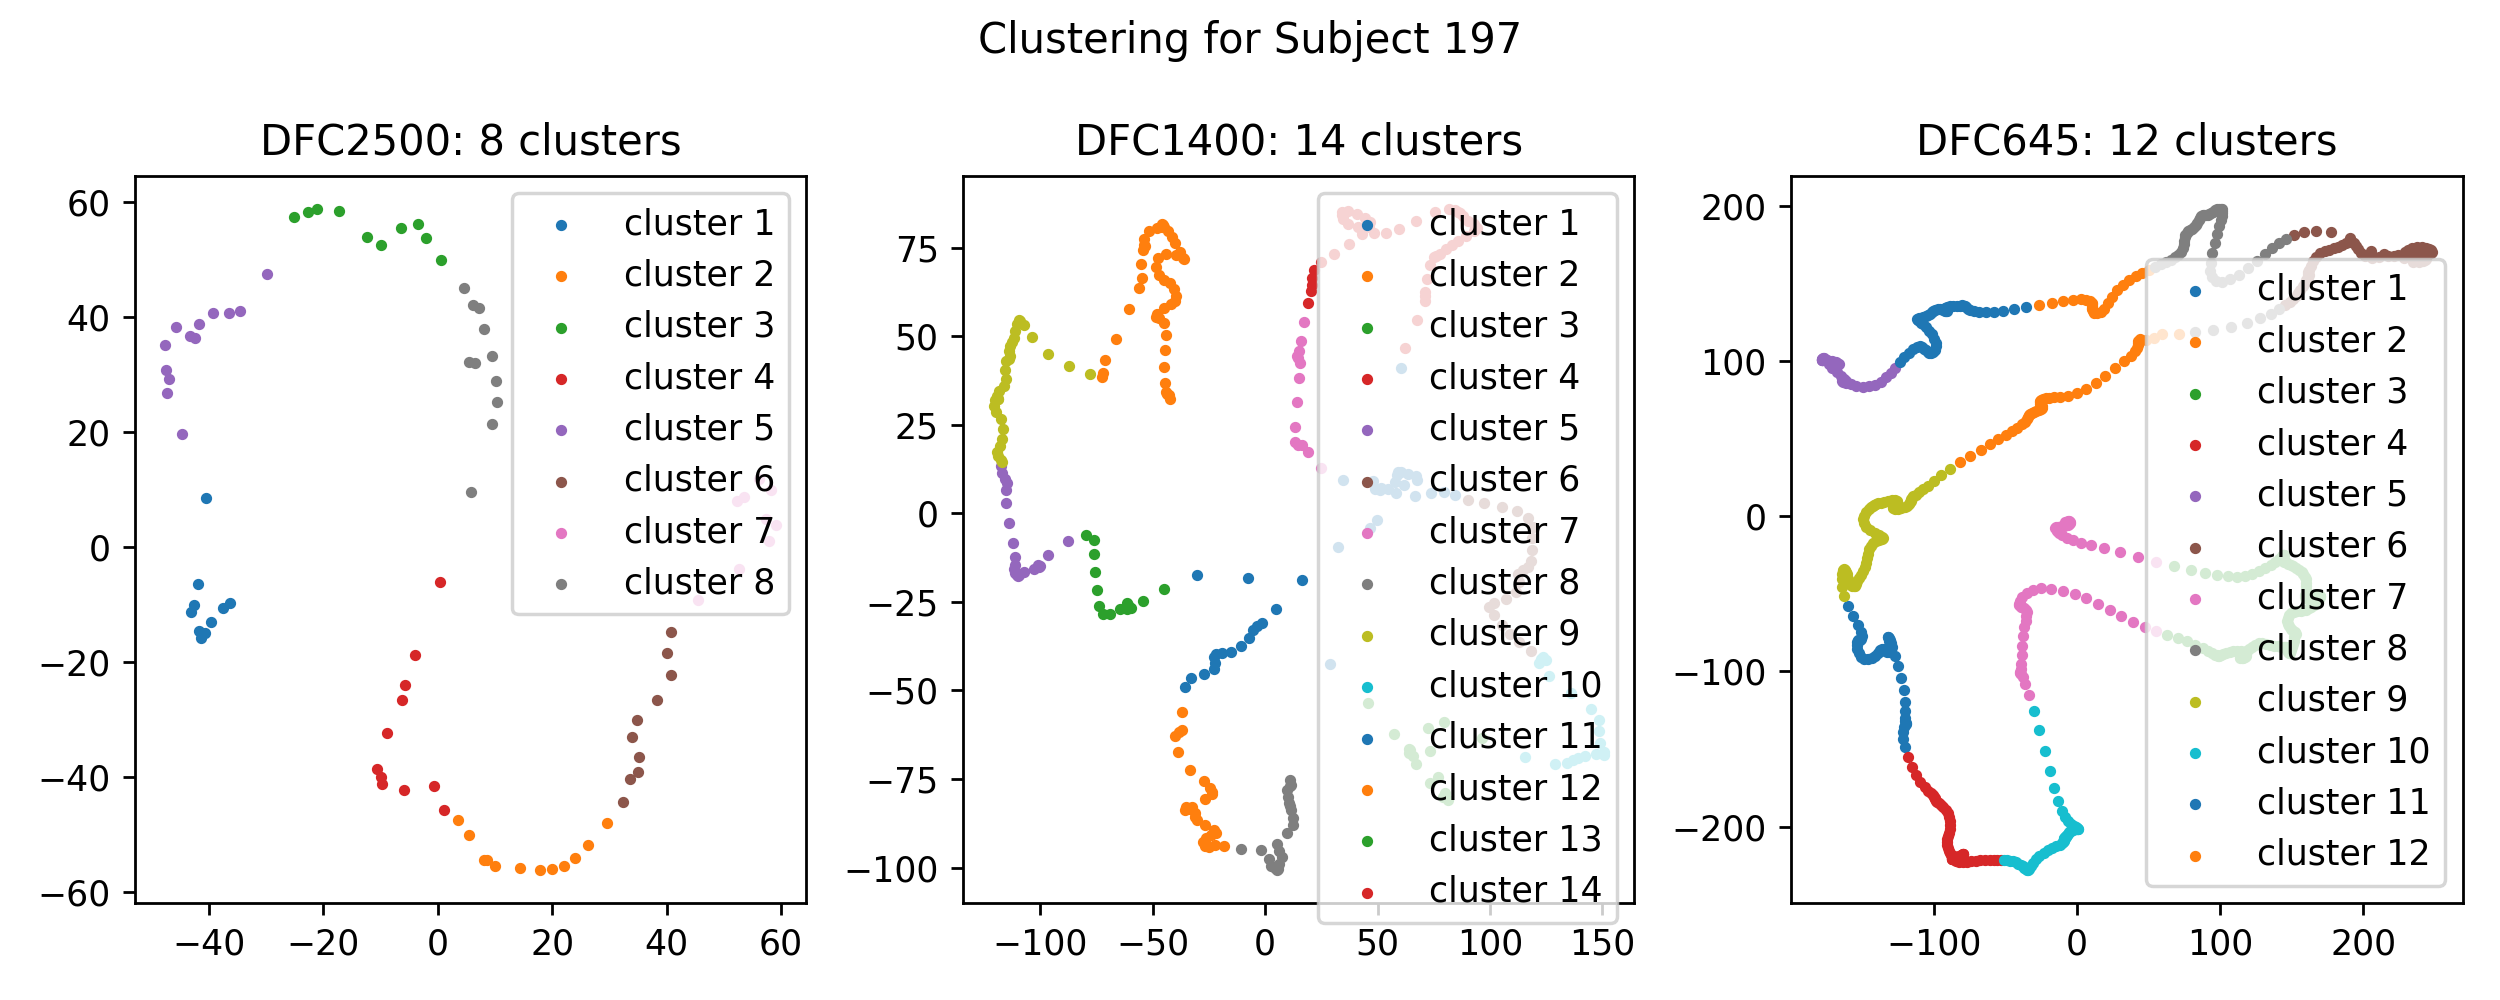 Clustering for Subject 197
DFC2500: 8 clusters
60
40
20
0
−20
−40
−60
−40
−20
0
20
40
60
cluster 1
cluster 2
cluster 3
cluster 4
cluster 5
cluster 6
cluster 7
cluster 8
DFC1400: 14 clusters
75
50
25
0
−25
−50
−75
−100
−100
−50
0
50
100
150
cluster 1
cluster 2
cluster 3
cluster 4
cluster 5
cluster 6
cluster 7
cluster 8
cluster 9
cluster 10
cluster 11
cluster 12
cluster 13
cluster 14
DFC645: 12 clusters
200
100
0
−100
−200
−100
0
100
200
cluster 1
cluster 2
cluster 3
cluster 4
cluster 5
cluster 6
cluster 7
cluster 8
cluster 9
cluster 10
cluster 11
cluster 12